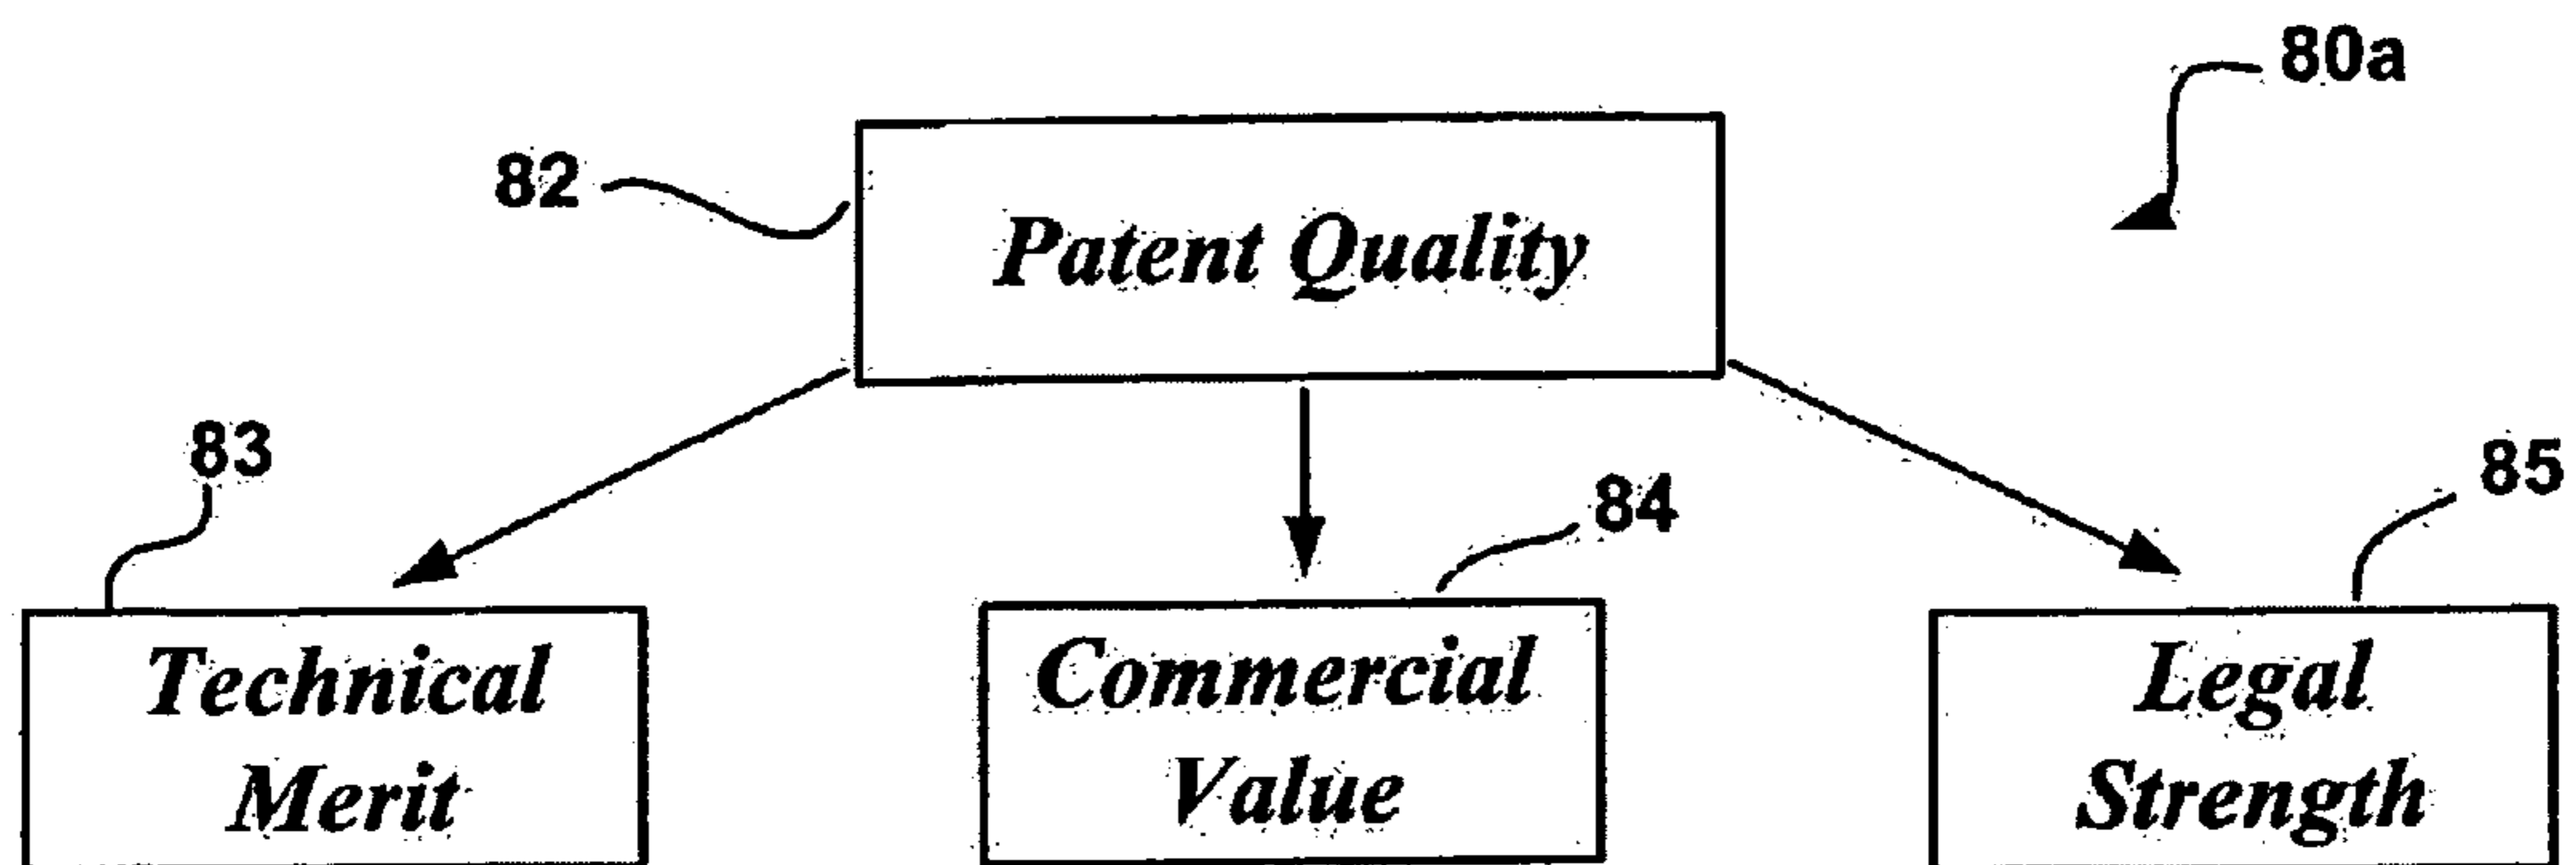 80a
82
Patent Quality
83
84
85
Technical
Merit
Commercial
Value
Legal
Strength